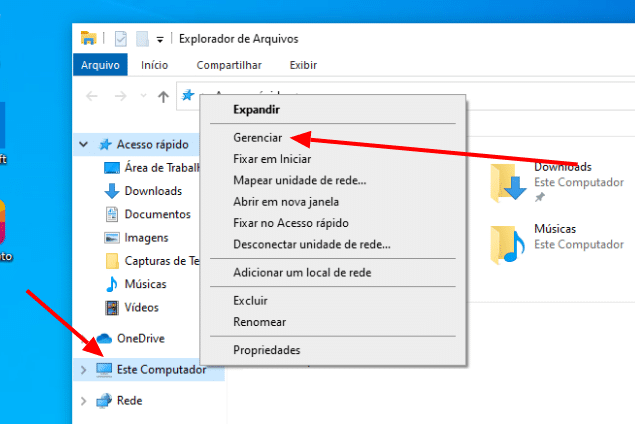 Explorador de Arquivos
Arquivo
Início
Compartilhar
Exibir
Expandir
Gerenciar
Fixar em Iniciar
Mapear unidade de rede...
Abrir em nova janela
Fixar no Acesso rápido
Desconectar unidade de rede...
Adicionar um local de rede
Excluir
Renomear
Propriedades
Acesso rápido
Área de Trabal
Downloads
Documentos
Imagens
Capturas de Te
Músicas
Vídeos
OneDrive
Este Computador
Rede
Downloads
Este Computador
Músicas
Este Computador
ft
to